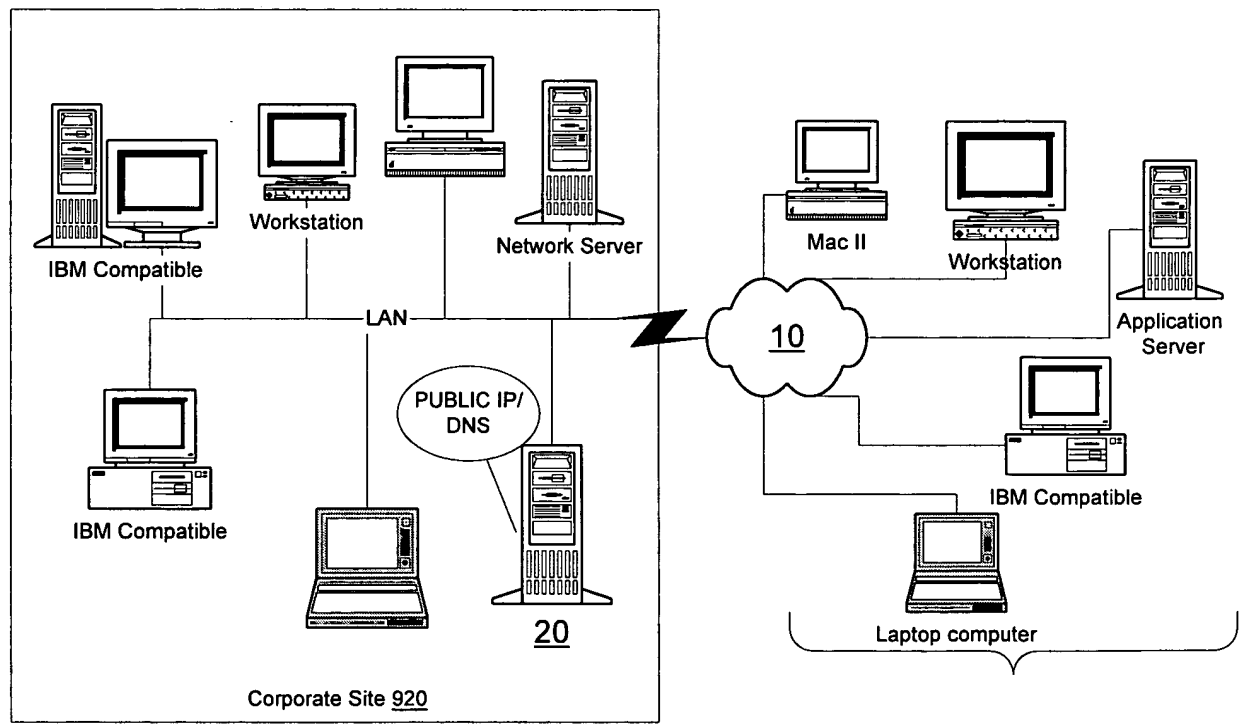 Workstation
Network Server
IBM Compatible
Mac II
Workstation
LAN
10
Application
Server
PUBLIC IP/
DNS
IBM Compatible
IBM Compatible
20
Laptop computer
Corporate Site 920